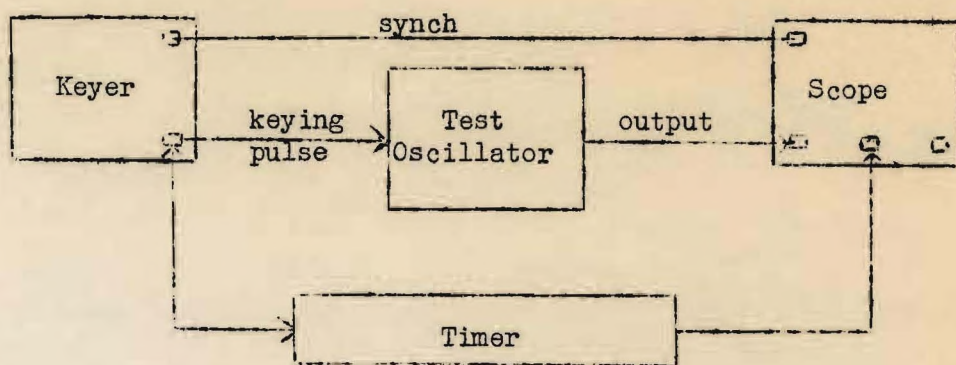 synch
Keyer
Scope
keying
pulse
Test
Oscillator
output
Timer